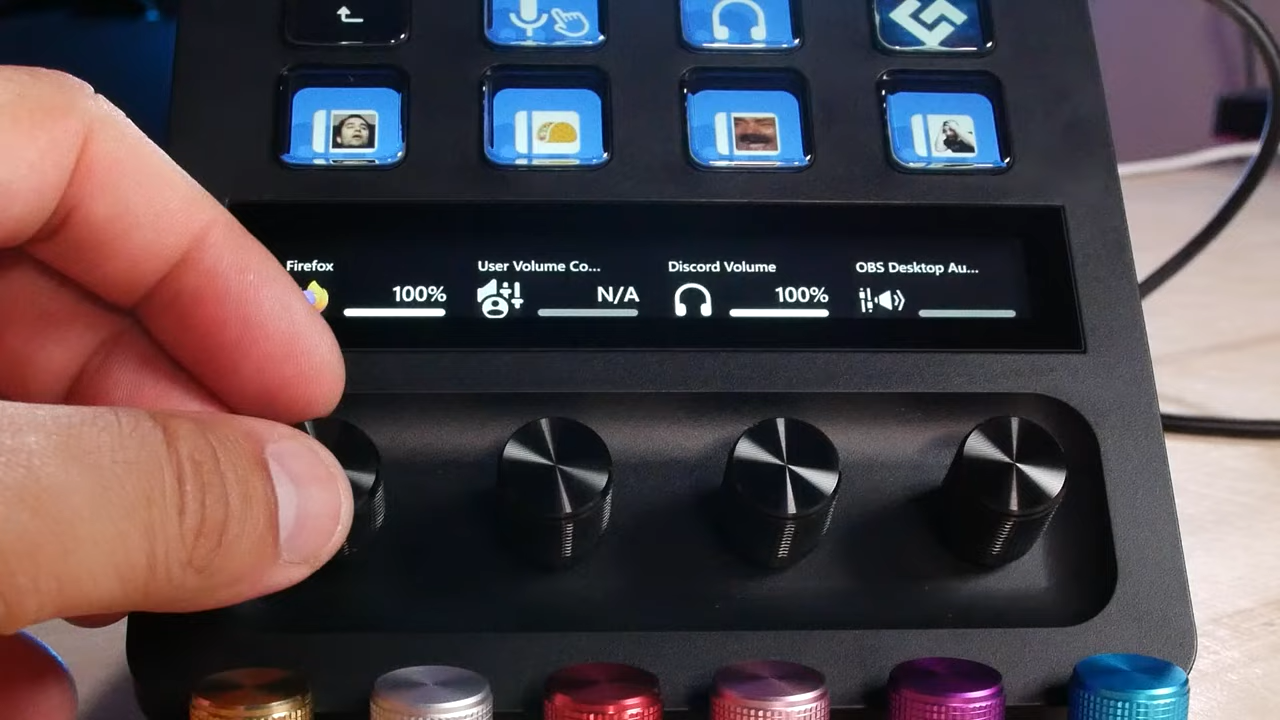 Firefox
100%
User Volume Co...
N/A
Discord Volume
100%
OBS Desktop Au...